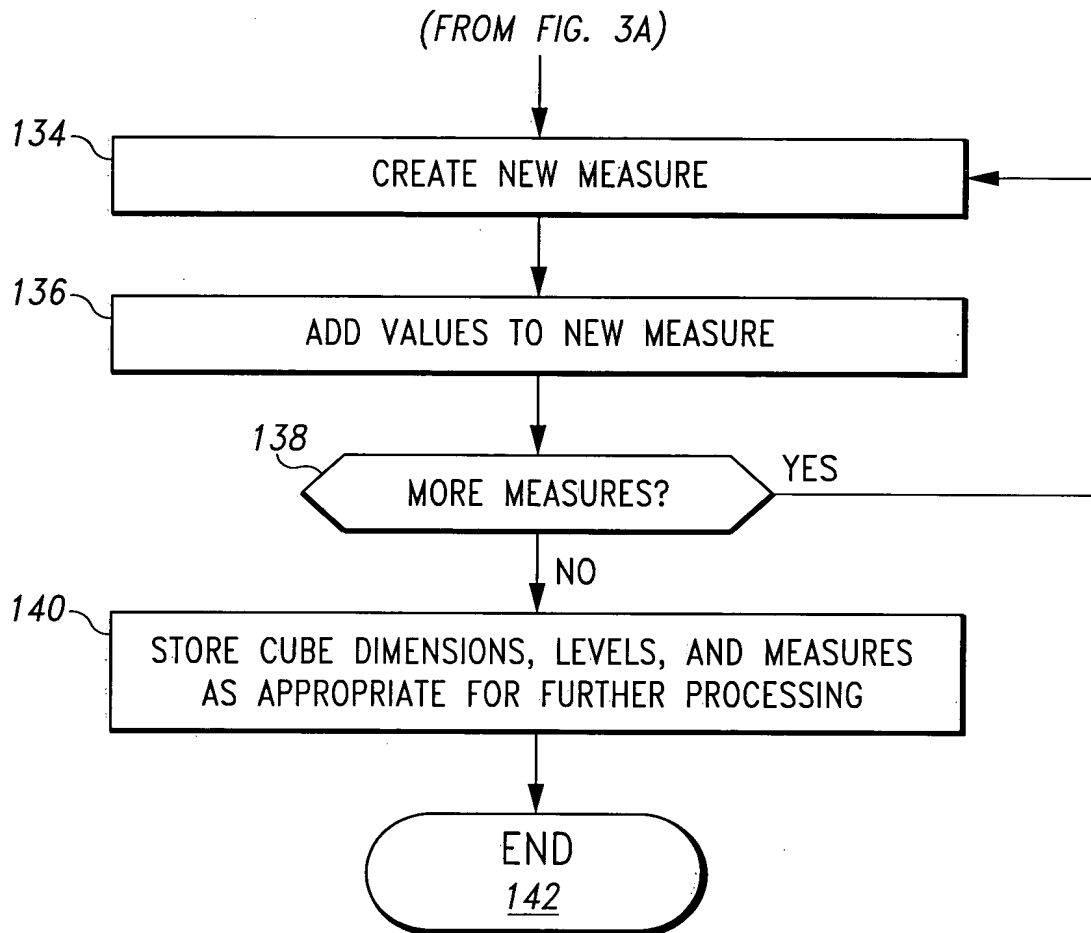 (FROM FIG. 3A)
134
CREATE NEW MEASURE
136
ADD VALUES TO NEW MEASURE
138
MORE MEASURES?
YES
NO
140
STORE CUBE DIMENSIONS, LEVELS, AND MEASURES
AS APPROPRIATE FOR FURTHER PROCESSING
END
142